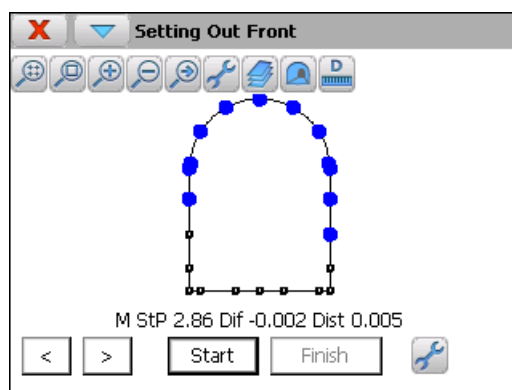 X Setting Out Front
D
M StP 2.86 Dif -0.002 Dist 0.005
< > Start Finish